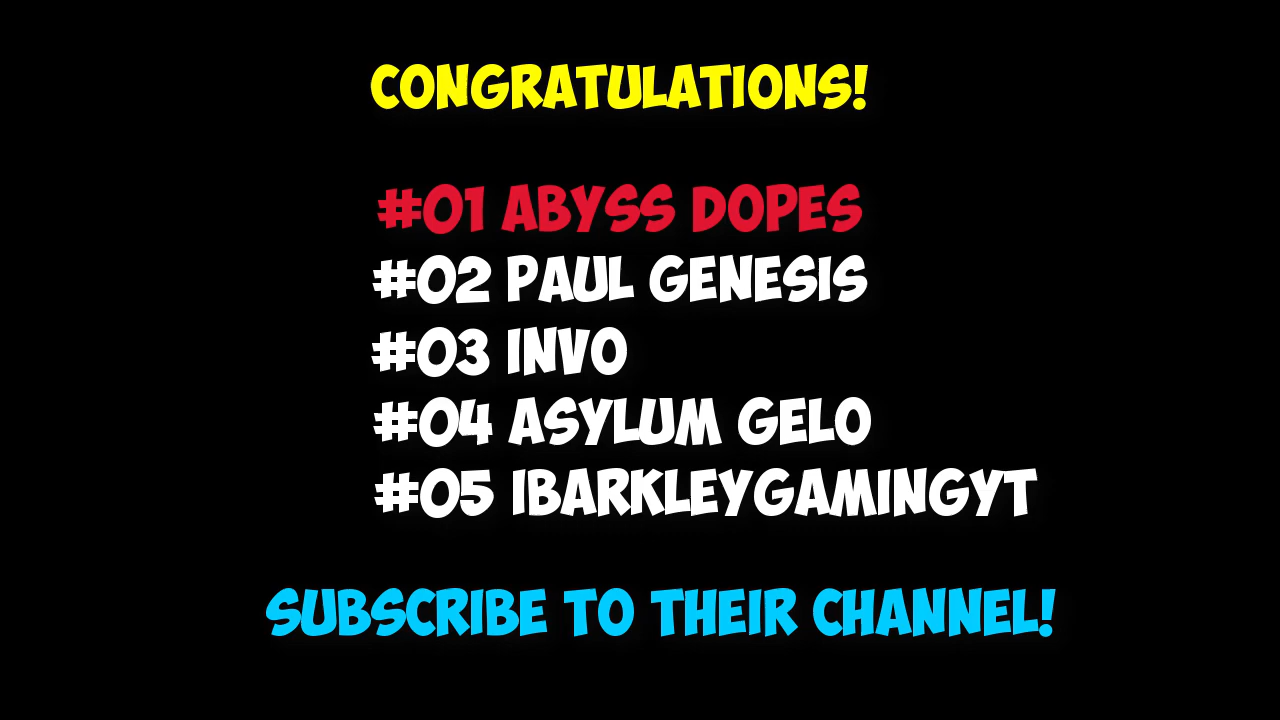 CONGRATULATIONS!
#01 ABYSS DOPES
#02 PAUL GENESIS
#03 INVO
#04 ASYLUM GELO
#05 IBARKLEYGAMINGYT
SUBSCRIBE TO THEIR CHANNEL!